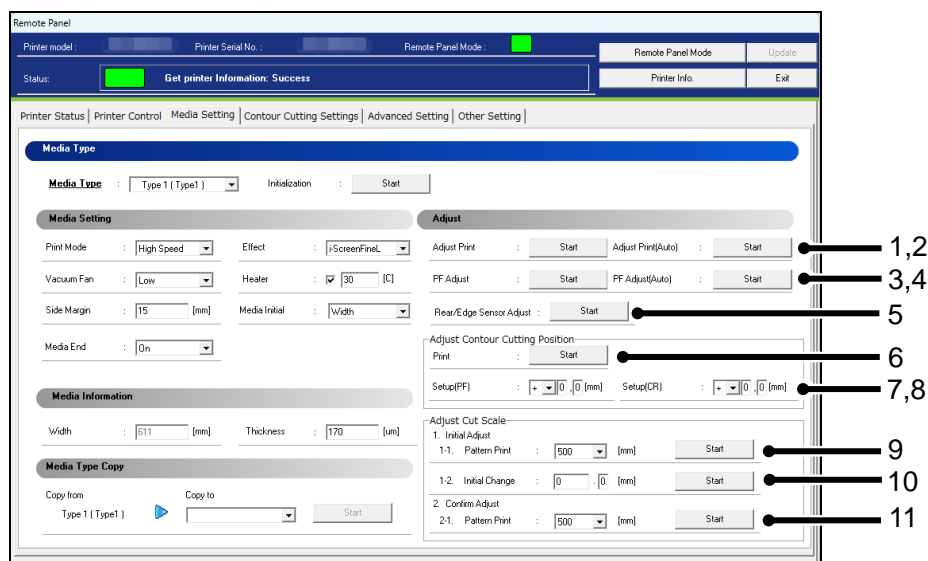 Remote Panel
Printer model : Printer Serial No. : Remote Panel Mode : Remote Panel Mode Update
Status: Get printer Information: Success Printer Info. Exit
Printer Status Printer Control Media Setting Contour Cutting Settings Advanced Setting Other Setting
Media Type
Media Type : Type 1 ( Type1 ) Initialization : Start
Media Setting Adjust
Print Mode : High Speed Effect : i-ScreenFineL Adjust Print : Start Adjust Print(Auto) : Start 1,2
Vacuum Fan : Low Heater : 30 [C] PF Adjust : Start PF Adjust(Auto) : Start 3,4
Side Margin : 15 [mm] Media Initial : Width Rear/Edge Sensor Adjust : Start 5
Adjust Contour Cutting Position
Media End : On Print : Start 6
Setup(PF) : + 0 . 0 [mm] Setup(CR) : + 0 . 0 [mm] 7,8
Media Information
Adjust Cut Scale
1. Initial Adjust
Width : 611 [mm] Thickness : 170 [um] 1-1. Pattern Print : 500 [mm] Start 9
Media Type Copy
1-2. Initial Change : 0 . 0 [mm] Start 10
Copy from Copy to
2. Confirm Adjust
Type 1 ( Type1 ) Start 2-1. Pattern Print : 500 [mm] Start 11